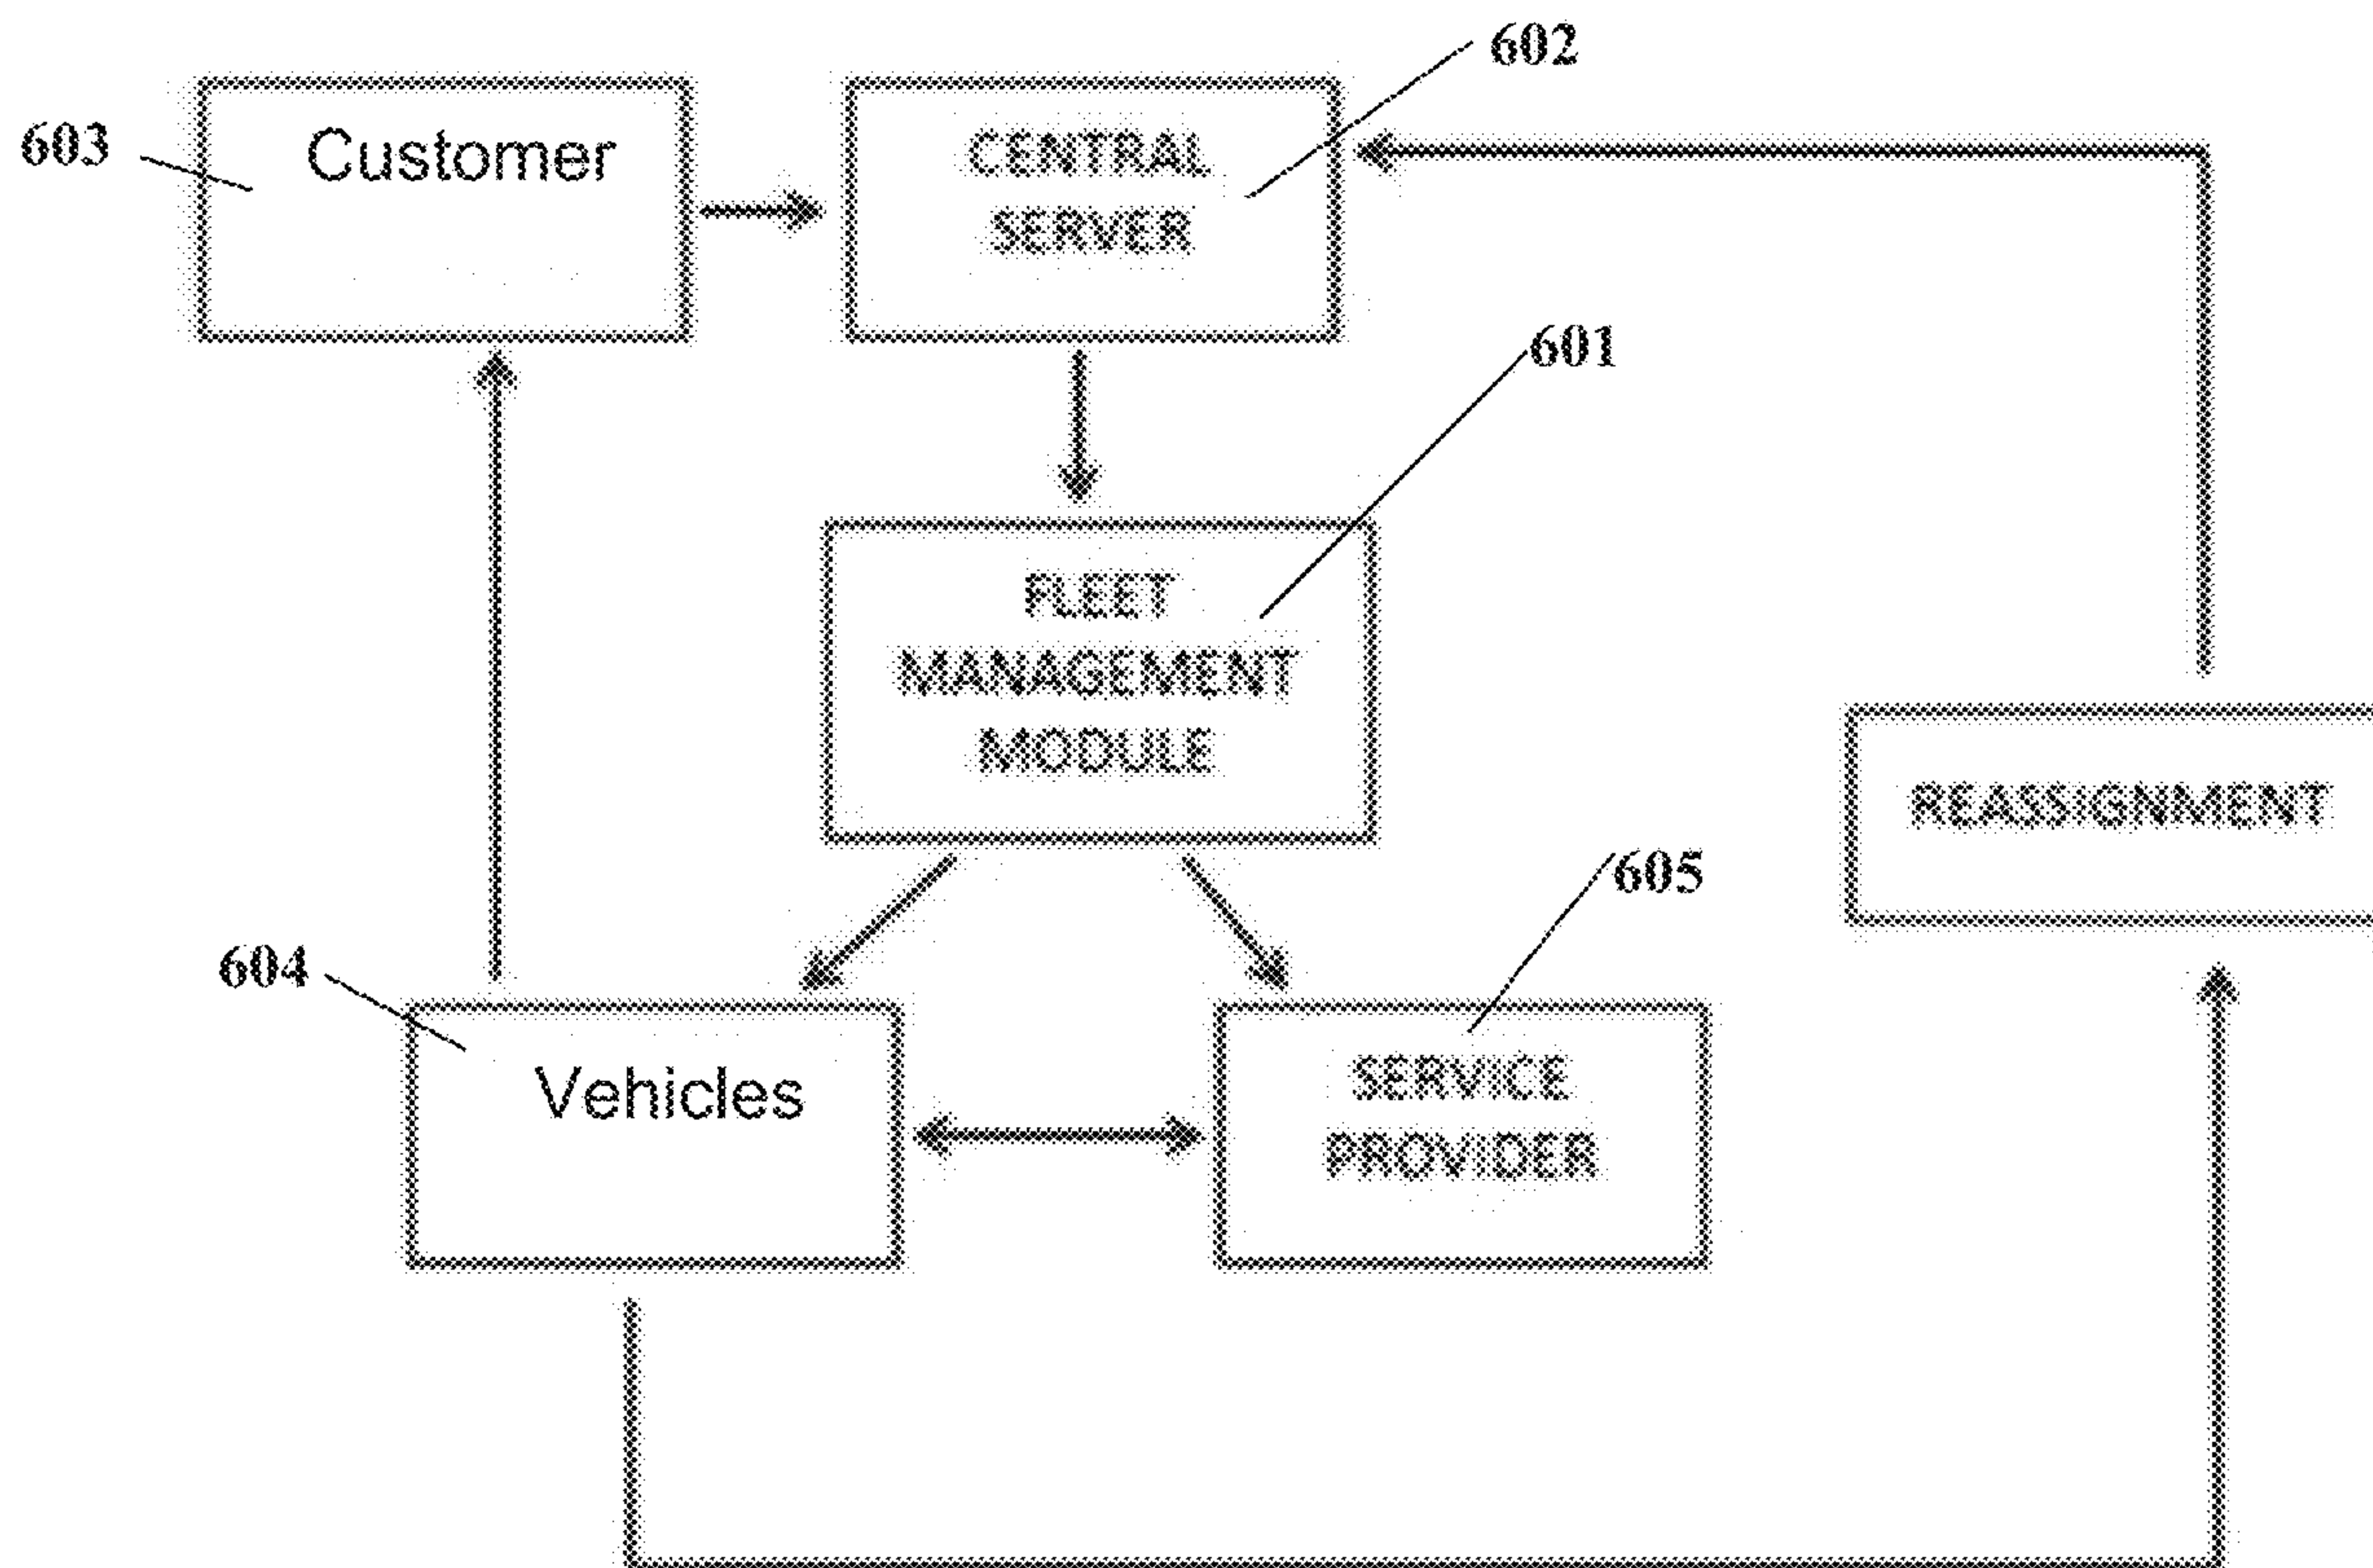 602
603
Customer
CENTRAL
SERVER
601
FLEET
MANAGEMENT
MODULE
REASSIGNMENT
605
604
Vehicles
SERVICE
PROVIDER